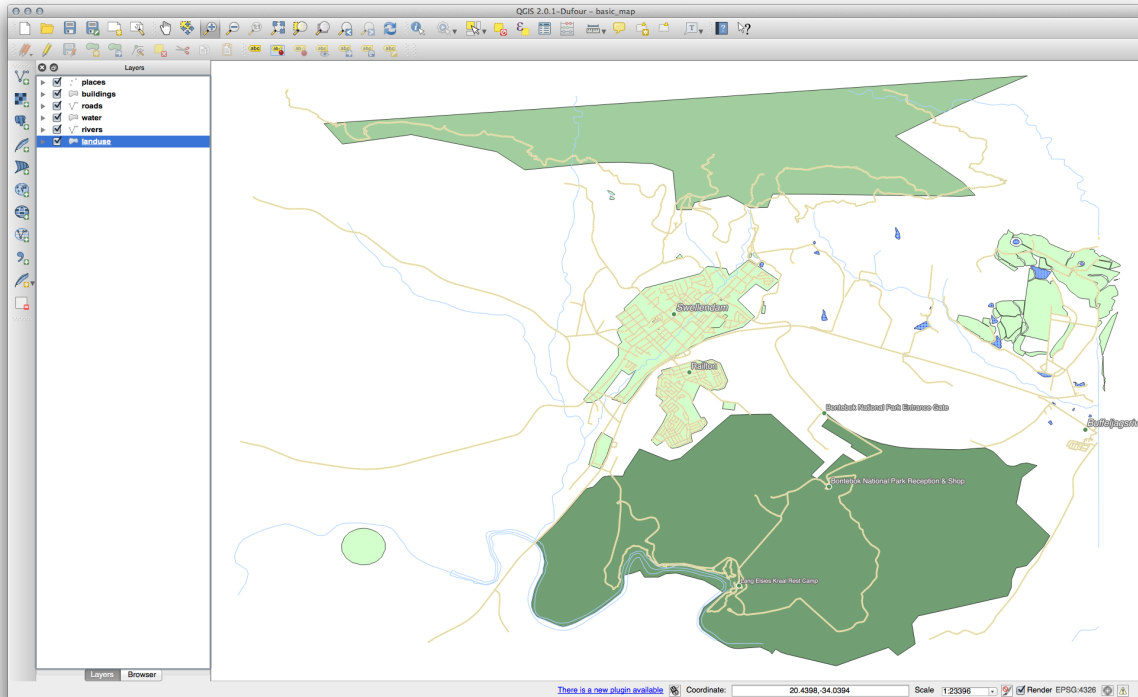 QGIS 2.0.1-Dufour - basic_map
Layers
places
buildings
roads
water
rivers
landuse
Swellendam
Railton
Bontebok National Park Entrance Gate
Buffeljagsriv
Bontebok National Park Reception & Shop
Lang Elsies Kraal Rest Camp
Layers Browser
There is a new plugin available Coordinate: 20.4398,-34.0394 Scale 1:23396 Render EPSG:4326